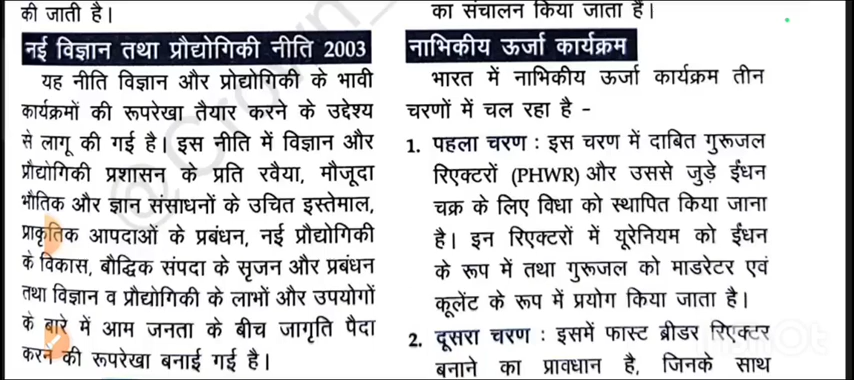 की जाती है।
नई विज्ञान तथा प्रौद्योगिकी नीति 2003
यह नीति विज्ञान और प्रोद्योगिकी के भावी
कार्यक्रमों की रूपरेखा तैयार करने के उद्देश्य
से लागू की गई है। इस नीति में विज्ञान और
प्रौद्योगिकी प्रशासन के प्रति रवैया, मौजूदा
भौतिक और ज्ञान संसाधनों के उचित इस्तेमाल,
प्राकृतिक आपदाओं के प्रबंधन, नई प्रौद्योगिकी
के विकास, बौद्धिक संपदा के सृजन और प्रबंधन
तथा विज्ञान व प्रौद्योगिकी के लाभों और उपयोगों
के बारे में आम जनता के बीच जागृति पैदा
करन की रूपरेखा बनाई गई है।
का संचालन किया जाता है।
नाभिकीय ऊर्जा कार्यक्रम
भारत में नाभिकीय ऊर्जा कार्यक्रम तीन
चरणों में चल रहा है -
1. पहला चरण : इस चरण में दाबित गुरूजल
रिएक्टरों (PHWR) और उससे जुड़े ईंधन
चक्र के लिए विधा को स्थापित किया जाना
है। इन रिएक्टरों में यूरेनियम को ईंधन
के रूप में तथा गुरूजल को माडरेटर एवं
कूलेंट के रूप में प्रयोग किया जाता है।
2. दूसरा चरण : इसमें फास्ट ब्रीडर रिएक्टर
बनाने का प्रावधान है, जिनके साथ